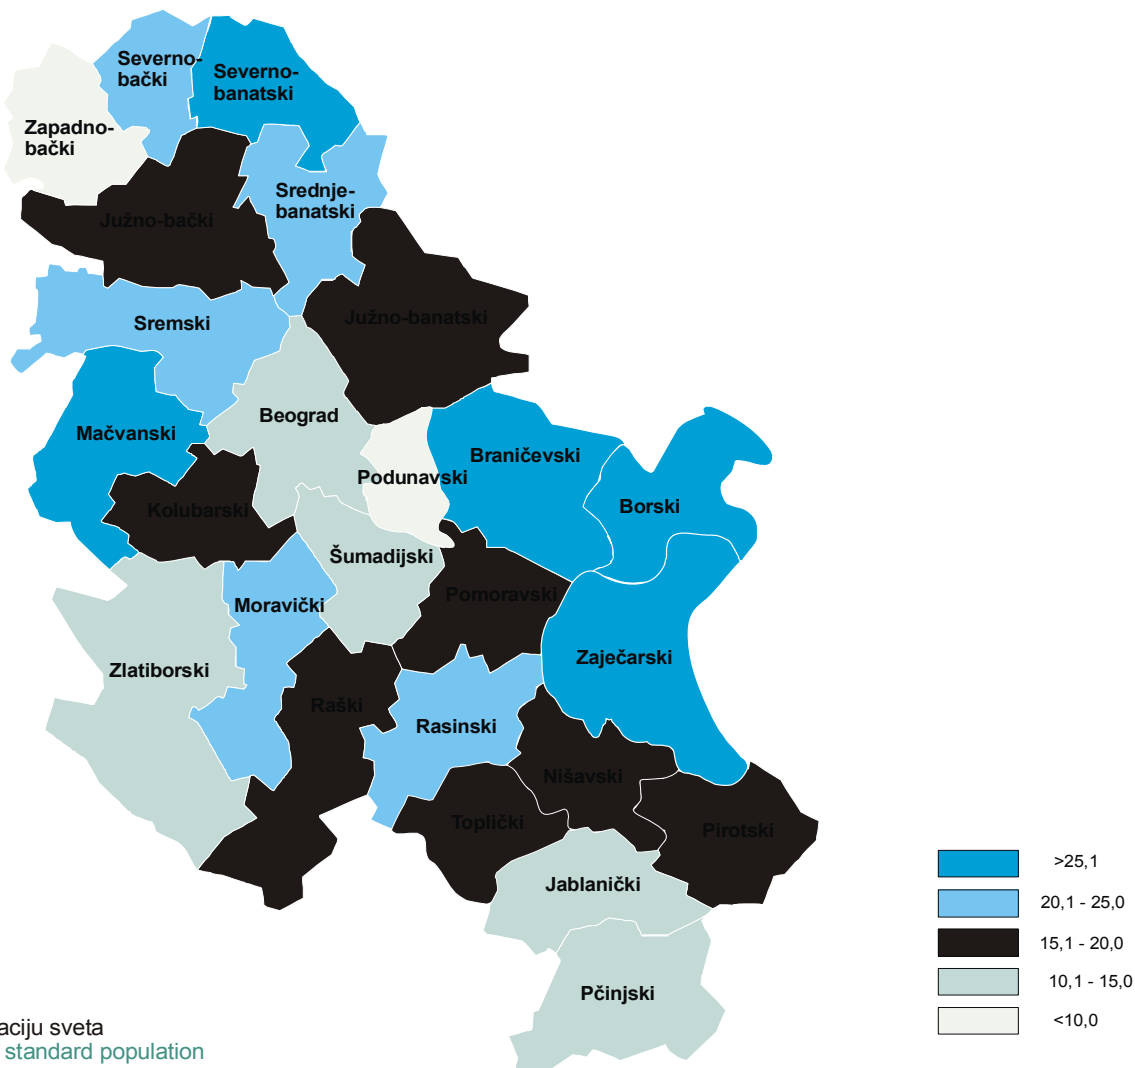 Severno-
bački
Severno-
banatski
Zapadno-
bački
Srednje-
banatski
Južno-bački
Južno-banatski
Sremski
Beograd
Mačvanski
Braničevski
Podunavski
Borski
Kolubarski
Šumadijski
Pomoravski
Moravički
Zaječarski
Zlatiborski
Raški
Rasinski
Nišavski
Toplički
Pirotski
Jablanički
Pčinjski
>25,1
20,1 - 25,0
15,1 - 20,0
10,1 - 15,0
<10,0
aciju sveta
standard population